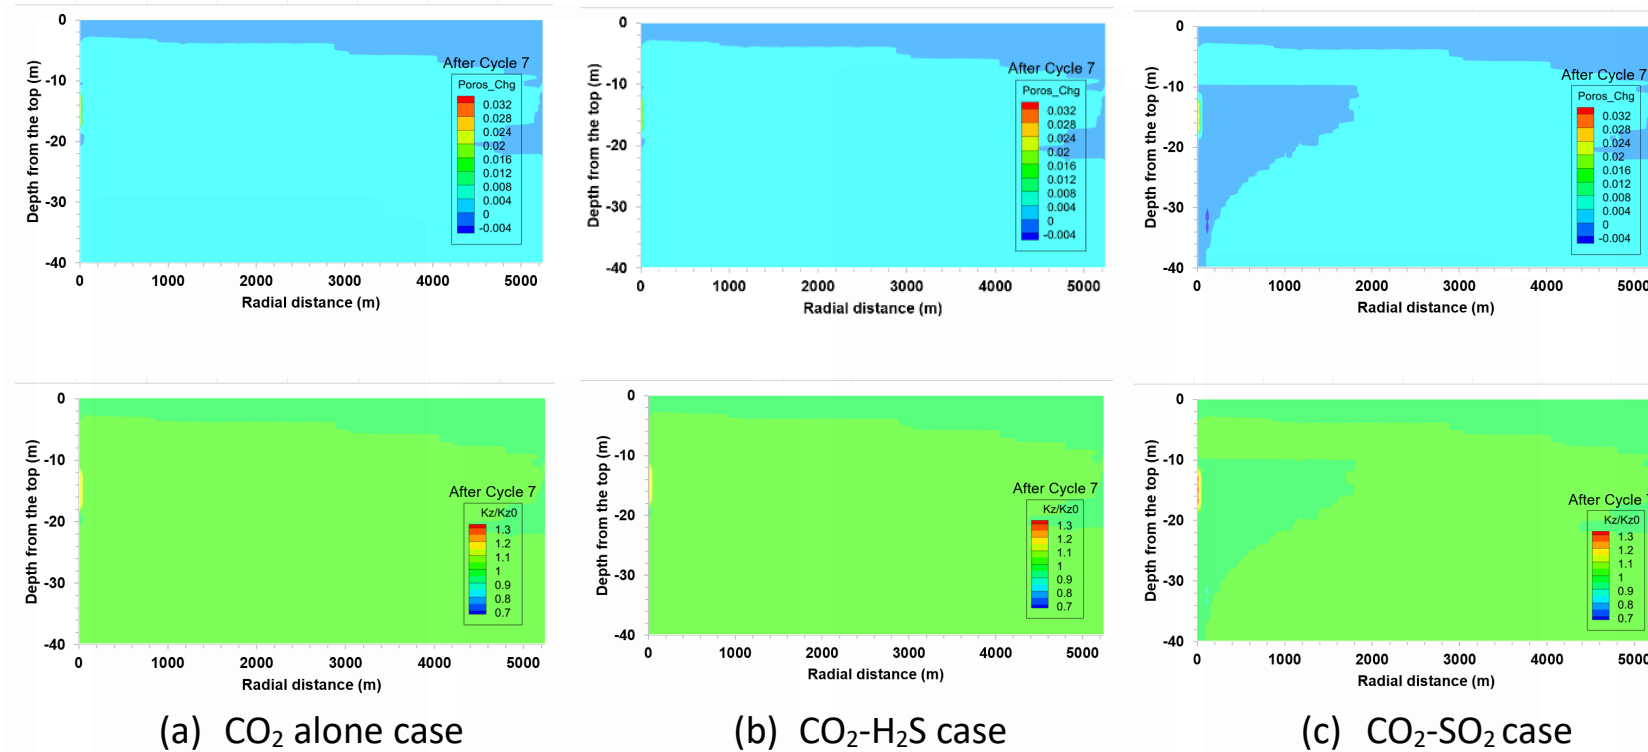 After Cycle 7
Poros_Chg
0.032
0.028
0.024
0.02
0.016
0.012
0.008
0.004
0
-0.004
0
-10
-20
-30
-40
Depth from the top (m)
0 1000 2000 3000 4000 5000
Radial distance (m)
After Cycle 7
Poros_Chg
0.032
0.028
0.024
0.02
0.016
0.012
0.008
0.004
0
-0.004
0
-10
-20
-30
-40
Depth from the top (m)
0 1000 2000 3000 4000 5000
Radial distance (m)
After Cycle 7
Poros_Chg
0.032
0.028
0.024
0.02
0.016
0.012
0.008
0.004
0
-0.004
0
-10
-20
-30
-40
Depth from the top (m)
0 1000 2000 3000 4000 5000
Radial distance (m)
After Cycle 7
Kz/Kz0
1.3
1.2
1.1
1
0.9
0.8
0.7
0
-10
-20
-30
-40
Depth from the top (m)
0 1000 2000 3000 4000 5000
Radial distance (m)
After Cycle 7
Kz/Kz0
1.3
1.2
1.1
1
0.9
0.8
0.7
0
-10
-20
-30
-40
Depth from the top (m)
0 1000 2000 3000 4000 5000
Radial distance (m)
After Cycle 7
Kz/Kz0
1.3
1.2
1.1
1
0.9
0.8
0.7
0
-10
-20
-30
-40
Depth from the top (m)
0 1000 2000 3000 4000 5000
Radial distance (m)
(a) CO₂ alone case
(b) CO₂-H₂S case
(c) CO₂-SO₂ case